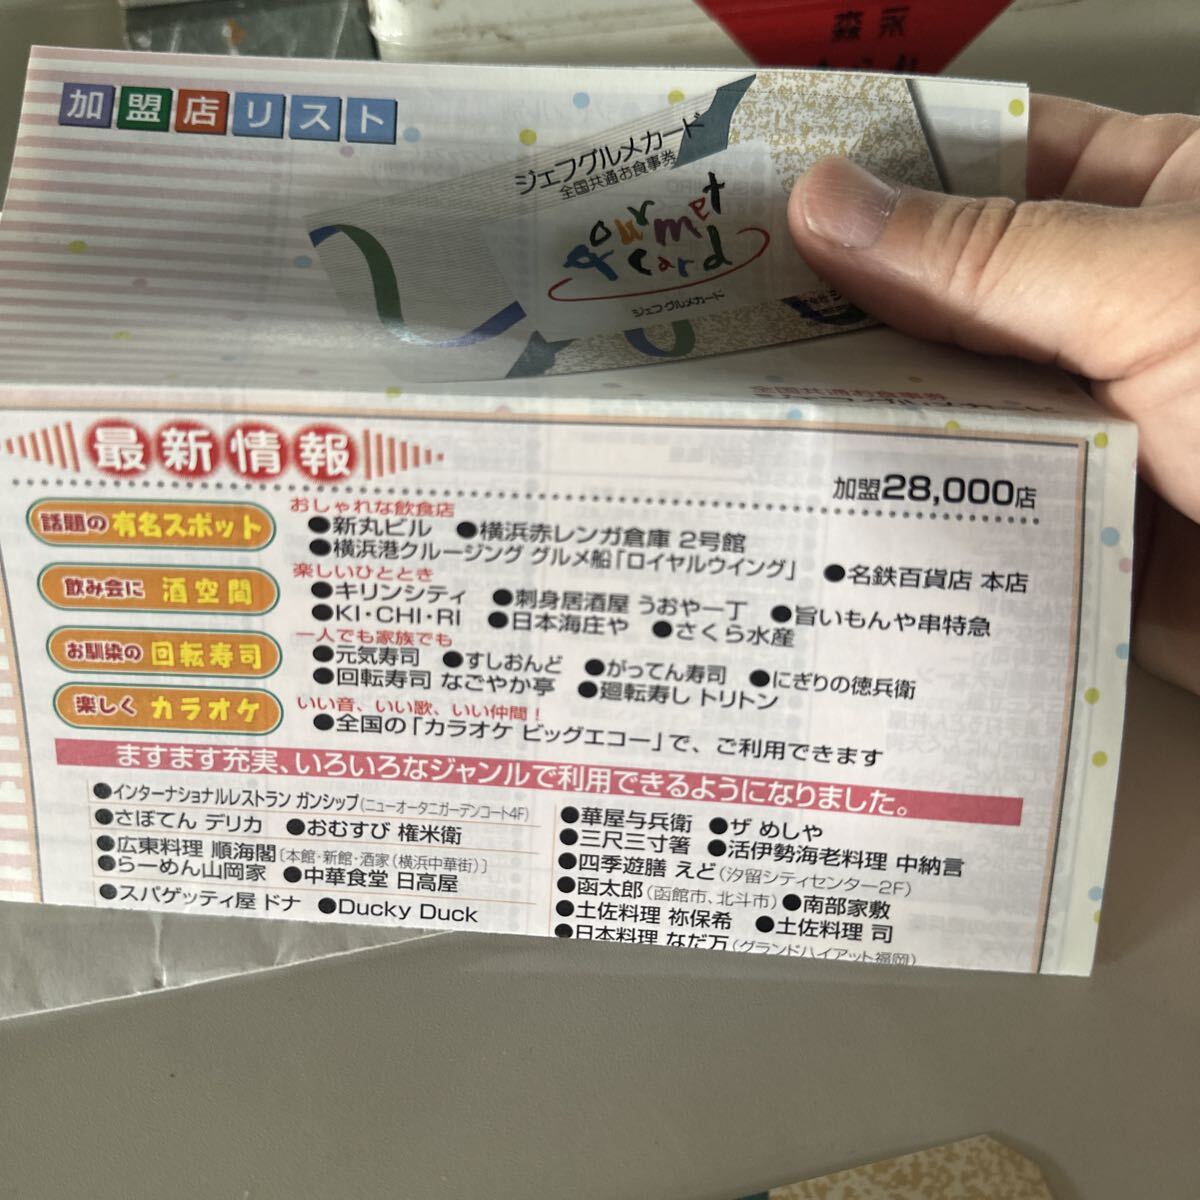 永
森
加盟店リスト
ジェフグルメカード
全国共通お食事券
Gourmet
card
ジェフグルメカード
全国共通お食事券
最新情報
加盟28,000店
話題の 有名スポット
おしゃれな飲食店
●新丸ビル ●横浜赤レンガ倉庫 2号館
●横浜港クルージング グルメ船「ロイヤルウイング」 ●名鉄百貨店 本店
飲み会に 酒空間
楽しいひととき
●キリンシティ ●刺身居酒屋 うおや一丁 ●旨いもんや串特急
●KI・CHI・RI ●日本海庄や ●さくら水産
お馴染の 回転寿司
一人でも家族でも
●元気寿司 ●すしおんど ●がってん寿司 ●にぎりの徳兵衛
●回転寿司 なごやか亭 ●廻転寿し トリトン
楽しく カラオケ
いい音、いい歌、いい仲間！
●全国の「カラオケ ビッグエコー」で、ご利用できます
ますます充実、いろいろなジャンルで利用できるようになりました。
●インターナショナルレストラン ガンシップ(ニューオータニガーデンコート4F)
●さぼてん デリカ ●おむすび 権米衛
●広東料理 順海閣〔本館・新館・酒家(横浜中華街)〕
●らーめん山岡家 ●中華食堂 日高屋
●スパゲッティ屋 ドナ ●Ducky Duck
●華屋与兵衛 ●ザ めしや
●三尺三寸箸 ●活伊勢海老料理 中納言
●四季遊膳 えど(汐留シティセンター2F)
●函太郎(函館市、北斗市) ●南部家敷
●土佐料理 祢保希 ●土佐料理 司
●日本料理 なだ万(グランドハイアット福岡)